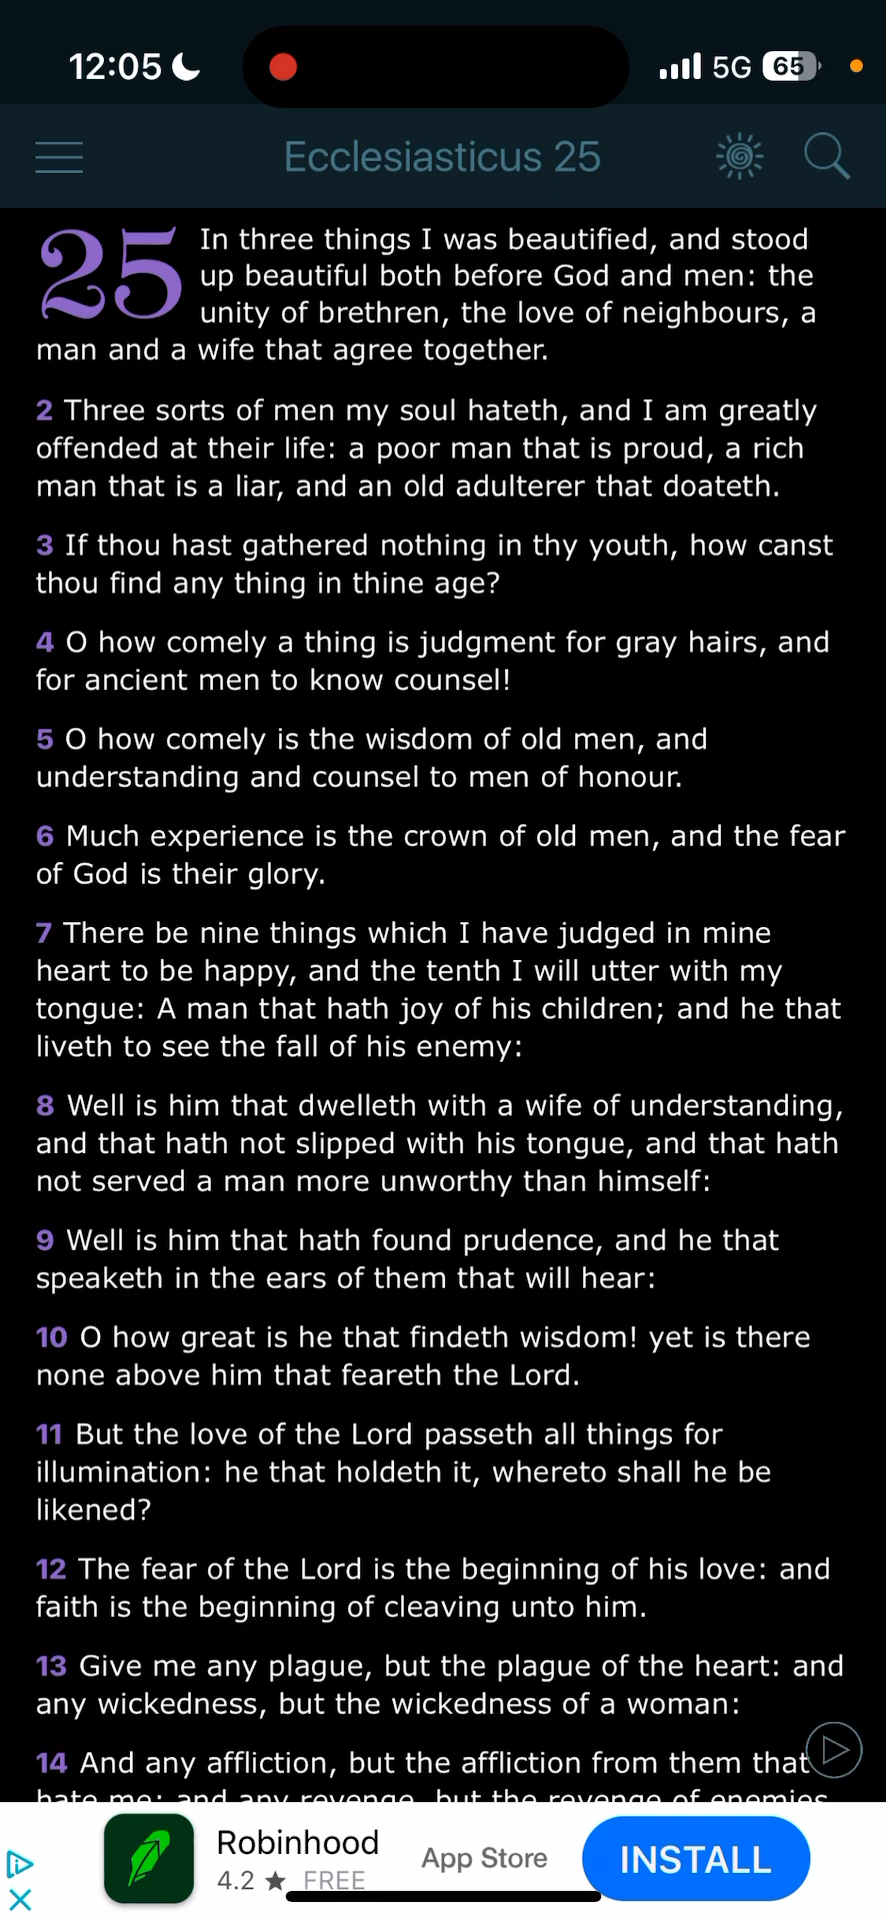 12:05
5G 65
Ecclesiasticus 25
25 In three things I was beautified, and stood
up beautiful both before God and men: the
unity of brethren, the love of neighbours, a
man and a wife that agree together.
2 Three sorts of men my soul hateth, and I am greatly
offended at their life: a poor man that is proud, a rich
man that is a liar, and an old adulterer that doateth.
3 If thou hast gathered nothing in thy youth, how canst
thou find any thing in thine age?
4 O how comely a thing is judgment for gray hairs, and
for ancient men to know counsel!
5 O how comely is the wisdom of old men, and
understanding and counsel to men of honour.
6 Much experience is the crown of old men, and the fear
of God is their glory.
7 There be nine things which I have judged in mine
heart to be happy, and the tenth I will utter with my
tongue: A man that hath joy of his children; and he that
liveth to see the fall of his enemy:
8 Well is him that dwelleth with a wife of understanding,
and that hath not slipped with his tongue, and that hath
not served a man more unworthy than himself:
9 Well is him that hath found prudence, and he that
speaketh in the ears of them that will hear:
10 O how great is he that findeth wisdom! yet is there
none above him that feareth the Lord.
11 But the love of the Lord passeth all things for
illumination: he that holdeth it, whereto shall he be
likened?
12 The fear of the Lord is the beginning of his love: and
faith is the beginning of cleaving unto him.
13 Give me any plague, but the plague of the heart: and
any wickedness, but the wickedness of a woman:
14 And any affliction, but the affliction from them that
hate me: and any revenge, but the revenge of enemies.
Robinhood
4.2 ★ FREE
App Store
INSTALL